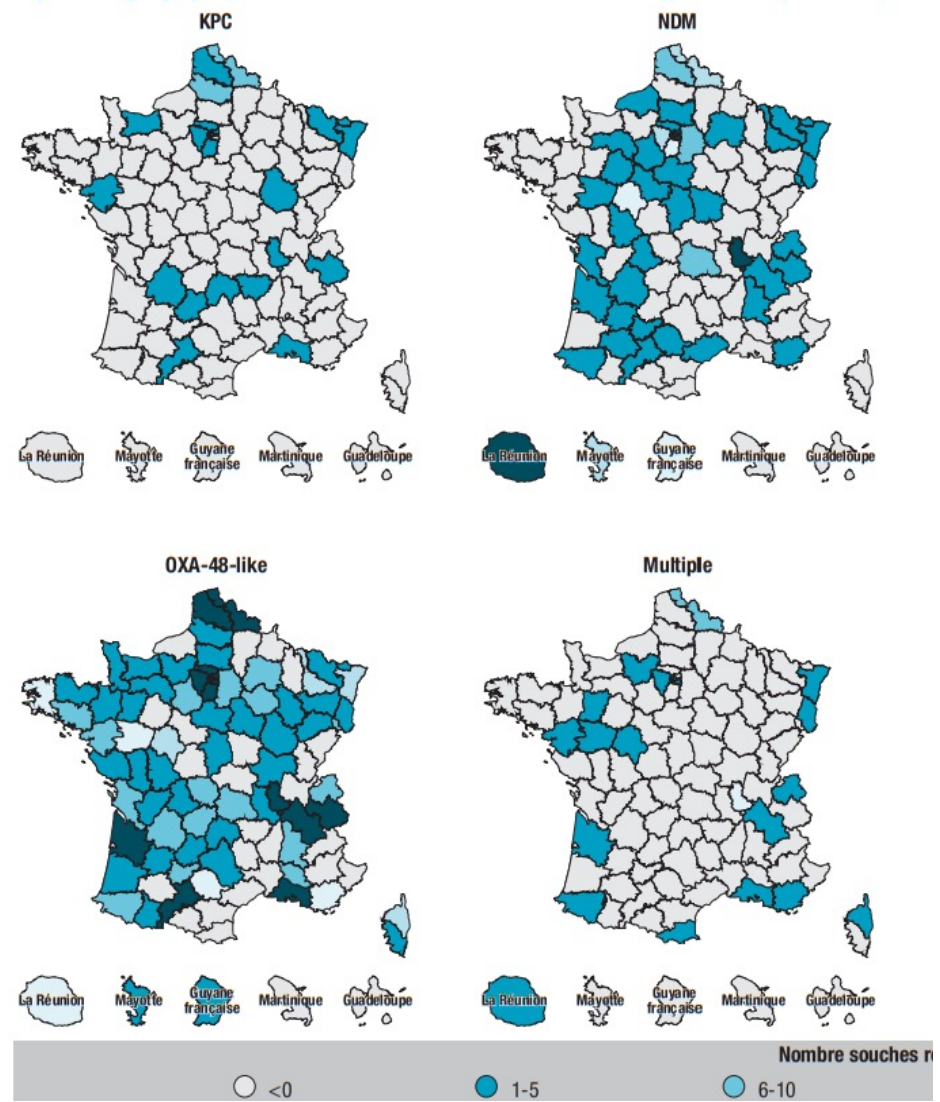 KPC
NDM
La Réunion
Mayotte
Guyane
française
Martinique
Guadeloupe
La Réunion
Mayotte
Guyane
française
Martinique
Guadeloupe
OXA-48-like
Multiple
La Réunion
Mayotte
Guyane
française
Martinique
Guadeloupe
La Réunion
Mayotte
Guyane
française
Martinique
Guadeloupe
Nombre souches re
<0
1-5
6-10